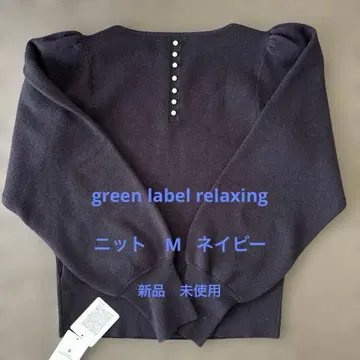 green label relaxing
ニット M ネイビー
新品 未使用